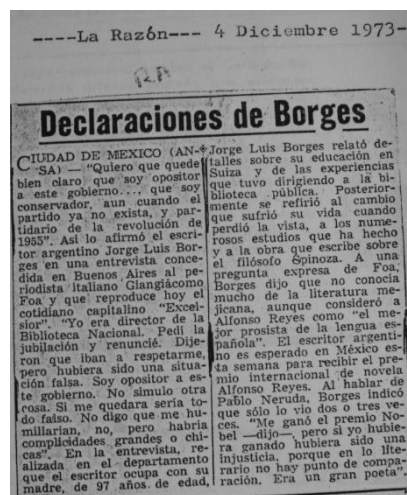 ----La Razón--- 4 Diciembre 1973-
Declaraciones de Borges
CIUDAD DE MEXICO (AN-
SA) — "Quiero que quede
bien claro que soy opositor
a este gobierno..., que soy
conservador, aun cuando el
partido ya no exista, y par-
tidario de la revolución de
1955". Así lo afirmó el escri-
tor argentino Jorge Luis Bor-
ges en una entrevista conce-
dida en Buenos Aires al pe-
riodista italiano Giangiácomo
Foa y que reproduce hoy el
cotidiano capitalino "Excel-
sior". "Yo era director de la
Biblioteca Nacional. Pedí la
jubilación y renuncié. Dije-
ron que iban a respetarme,
pero hubiera sido una situa-
ción falsa. Soy opositor a es-
te gobierno. No simulo otra
cosa. Si me quedara sería to-
do falso. No digo que me hu-
millarían, no, pero habría
complicidades grandes o chi-
cas". En la entrevista, re-
alizada en el departamento
que el escritor ocupa con su
madre, de 97 años de edad,
Jorge Luis Borges relató de-
talles sobre su educación en
Suiza y de las experiencias
que tuvo dirigiendo a la bi-
blioteca pública. Posterior-
mente se refirió al cambio
que sufrió su vida cuando
perdió la vista, a los nume-
rosos estudios que ha hecho
y a la obra que escribe sobre
el filósofo Spinoza. A una
pregunta expresa de Foa,
Borges dijo que no conocía
mucho de la literatura me-
jicana, aunque consideró a
Alfonso Reyes como "el me-
jor prosista de la lengua es-
pañola". El escritor argenti-
no es esperado en México es-
ta semana para recibir el pre-
mio internacional de novela
Alfonso Reyes. Al hablar de
Pablo Neruda, Borges indicó
que sólo lo vio dos o tres ve-
ces. "Me ganó el premio No-
bel —dijo—, pero si yo hubie-
ra ganado hubiera sido una
injusticia, porque en lo lite-
rario no hay punto de compa-
ración. Era un gran poeta".